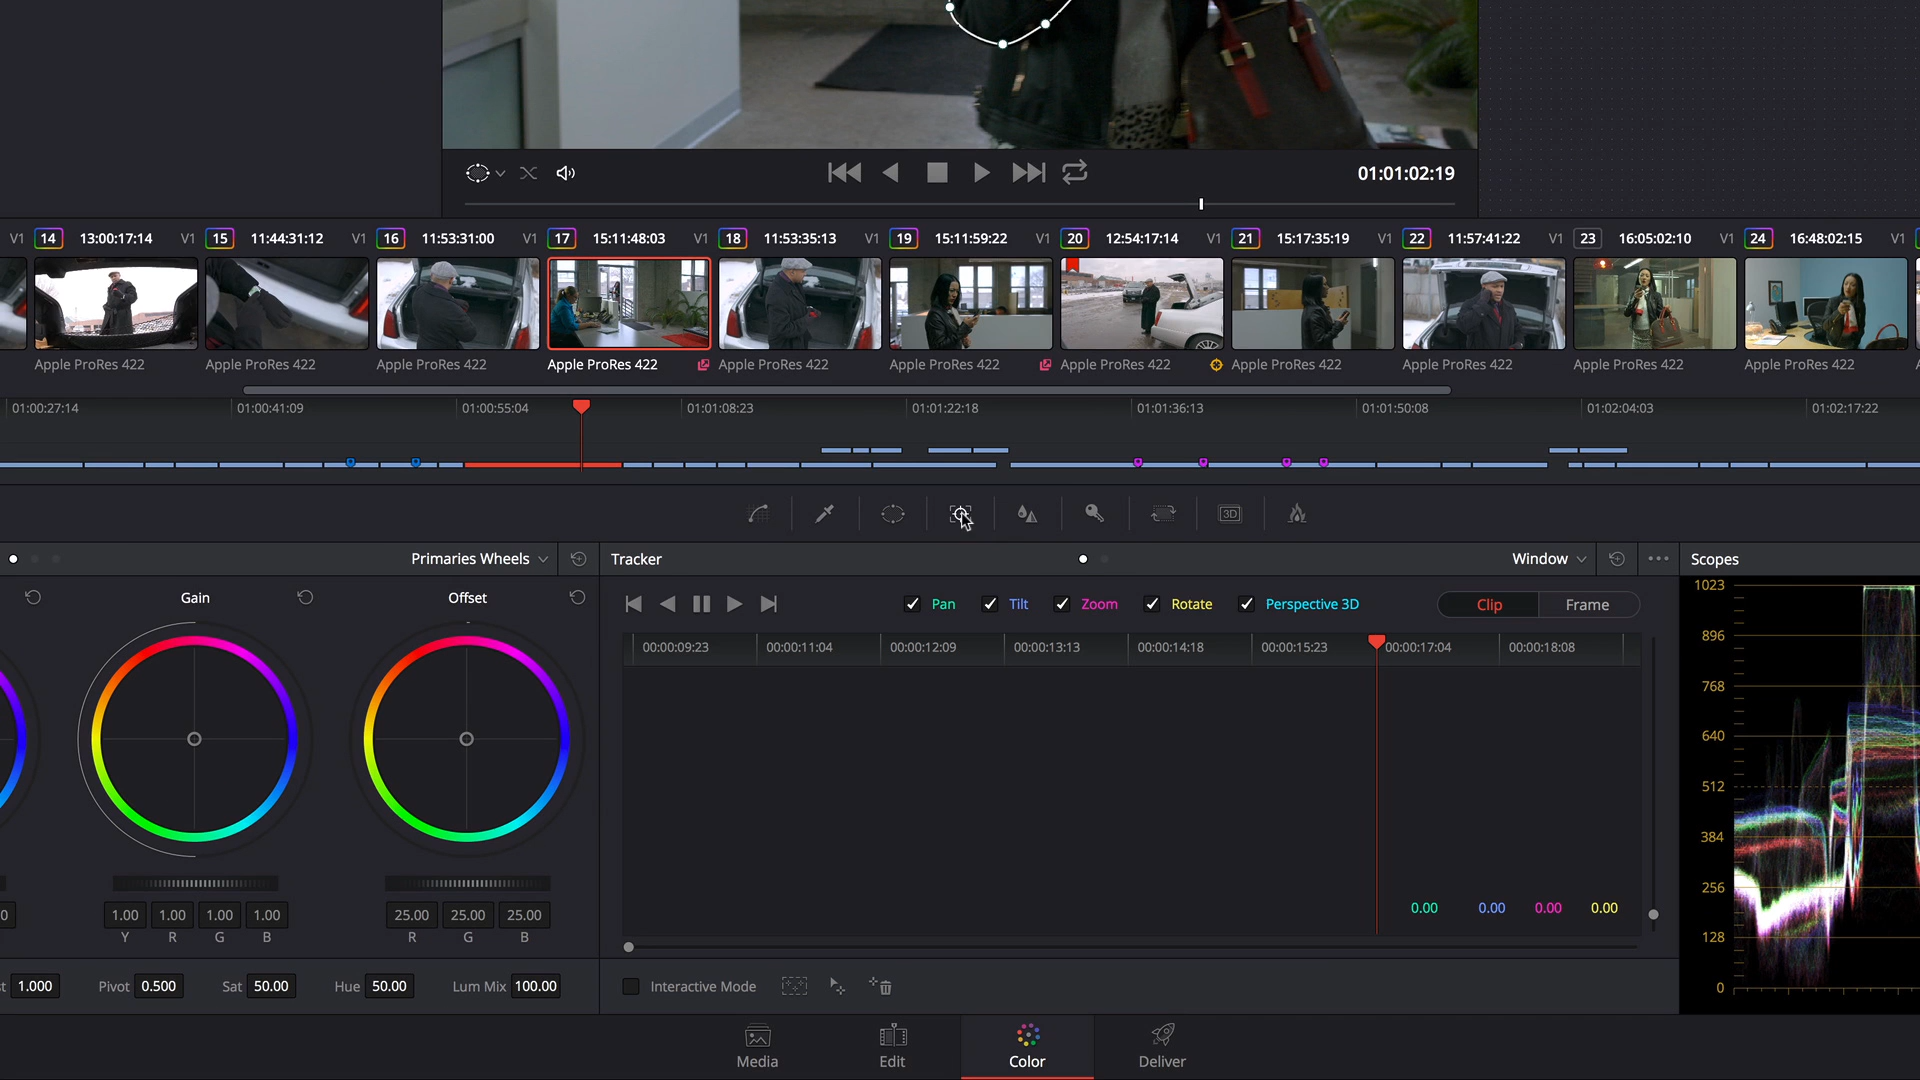 01:01:02:19
V1 14 13:00:17:14 V1 15 11:44:31:12 V1 16 11:53:31:00 V1 17 15:11:48:03 V1 18 11:53:35:13 V1 19 15:11:59:22 V1 20 12:54:17:14 V1 21 15:17:35:19 V1 22 11:57:41:22 V1 23 16:05:02:10 V1 24 16:48:02:15 V1
Apple ProRes 422 Apple ProRes 422 Apple ProRes 422 Apple ProRes 422 Apple ProRes 422 Apple ProRes 422 Apple ProRes 422 Apple ProRes 422 Apple ProRes 422 Apple ProRes 422 Apple ProRes 422
01:00:27:14 01:00:41:09 01:00:55:04 01:01:08:23 01:01:22:18 01:01:36:13 01:01:50:08 01:02:04:03 01:02:17:22
3D
Primaries Wheels Tracker Window Scopes
Gain Offset
Pan Tilt Zoom Rotate Perspective 3D Clip Frame
00:00:09:23 00:00:11:04 00:00:12:09 00:00:13:13 00:00:14:18 00:00:15:23 00:00:17:04 00:00:18:08
1023
896
768
640
512
384
256
128
0
0.00 0.00 0.00 0.00
0 1.00 1.00 1.00 1.00 25.00 25.00 25.00
Y R G B R G B
t 1.000 Pivot 0.500 Sat 50.00 Hue 50.00 Lum Mix 100.00 Interactive Mode
Media Edit Color Deliver